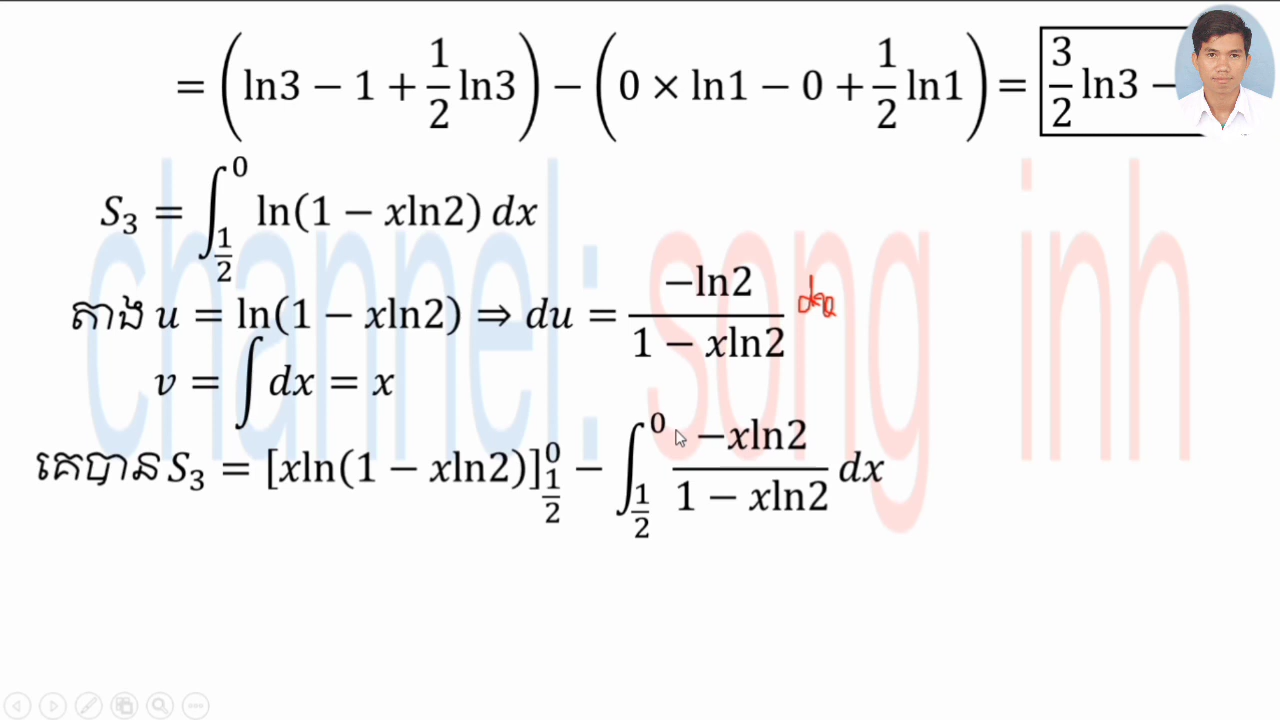 = (ln3 − 1 + 1/2 ln3) − (0 × ln1 − 0 + 1/2 ln1) = 3/2 ln3 −
S₃ = ∫_{1/2}^{0} ln(1 − xln2) dx
តាង u = ln(1 − xln2) ⇒ du = −ln2/(1 − xln2) dx
v = ∫ dx = x
គេបាន S₃ = [xln(1 − xln2)]_{1/2}^{0} − ∫_{1/2}^{0} −xln2/(1 − xln2) dx
channel: song inh